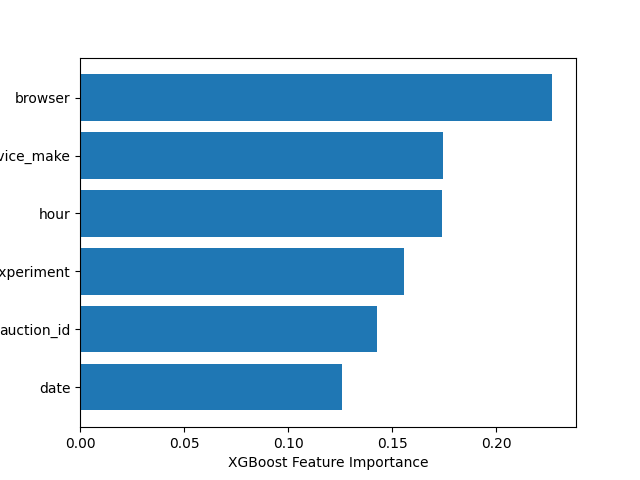 browser
vice_make
hour
xperiment
auction_id
date
0.00 0.05 0.10 0.15 0.20
XGBoost Feature Importance